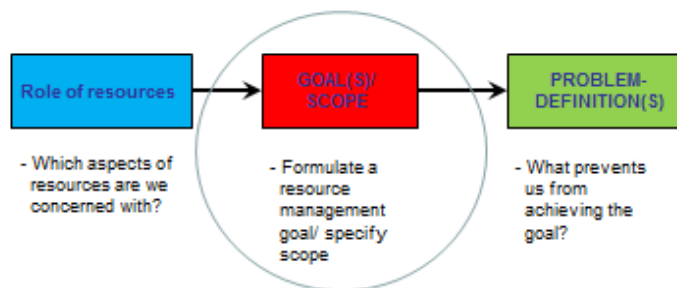 Role of resources
GOAL(S)/
SCOPE
PROBLEM-
DEFINITION(S)
- Which aspects of
resources are we
concerned with?
- Formulate a
resource
management
goal/ specify
scope
- What prevents
us from
achieving the
goal?